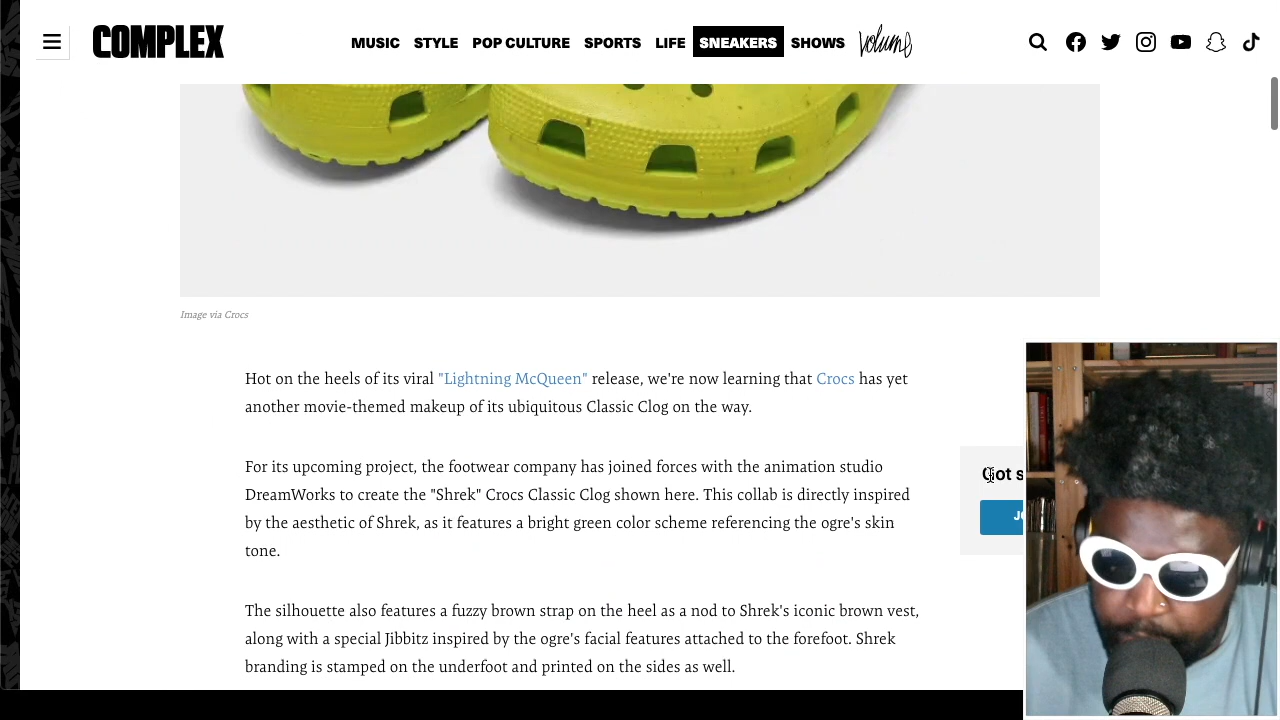 COMPLEX
MUSIC STYLE POP CULTURE SPORTS LIFE SNEAKERS SHOWS Volume
Image via Crocs
Hot on the heels of its viral "Lightning McQueen" release, we're now learning that Crocs has yet
another movie-themed makeup of its ubiquitous Classic Clog on the way.
For its upcoming project, the footwear company has joined forces with the animation studio
DreamWorks to create the "Shrek" Crocs Classic Clog shown here. This collab is directly inspired
by the aesthetic of Shrek, as it features a bright green color scheme referencing the ogre's skin
tone.
Got s
JO
The silhouette also features a fuzzy brown strap on the heel as a nod to Shrek's iconic brown vest,
along with a special Jibbitz inspired by the ogre's facial features attached to the forefoot. Shrek
branding is stamped on the underfoot and printed on the sides as well.